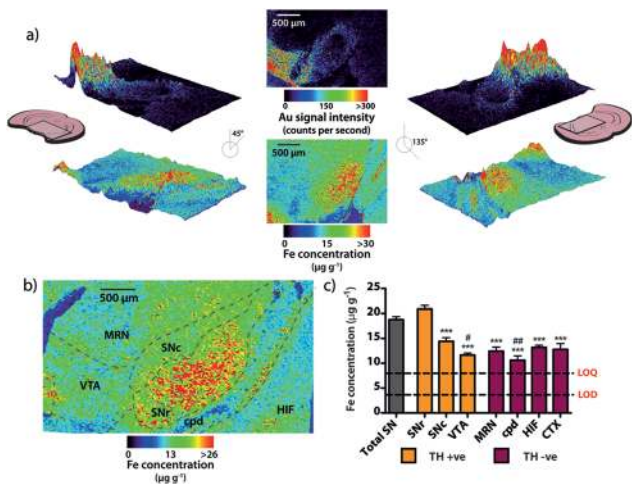 a)
500 µm
0 150 >300
Au signal intensity
(counts per second)
45°
135°
500 µm
0 15 >30
Fe concentration
(µg g⁻¹)
b)
500 µm
MRN
SNc
VTA
SNr
cpd
HIF
0 13 >26
Fe concentration
(µg g⁻¹)
c)
Fe concentration (µg g⁻¹)
25
20
15
10
5
0
***
#
***
***
##
***
***
***
LOQ
LOD
Total SN
SNr
SNc
VTA
MRN
cpd
HIF
CTX
TH +ve
TH -ve